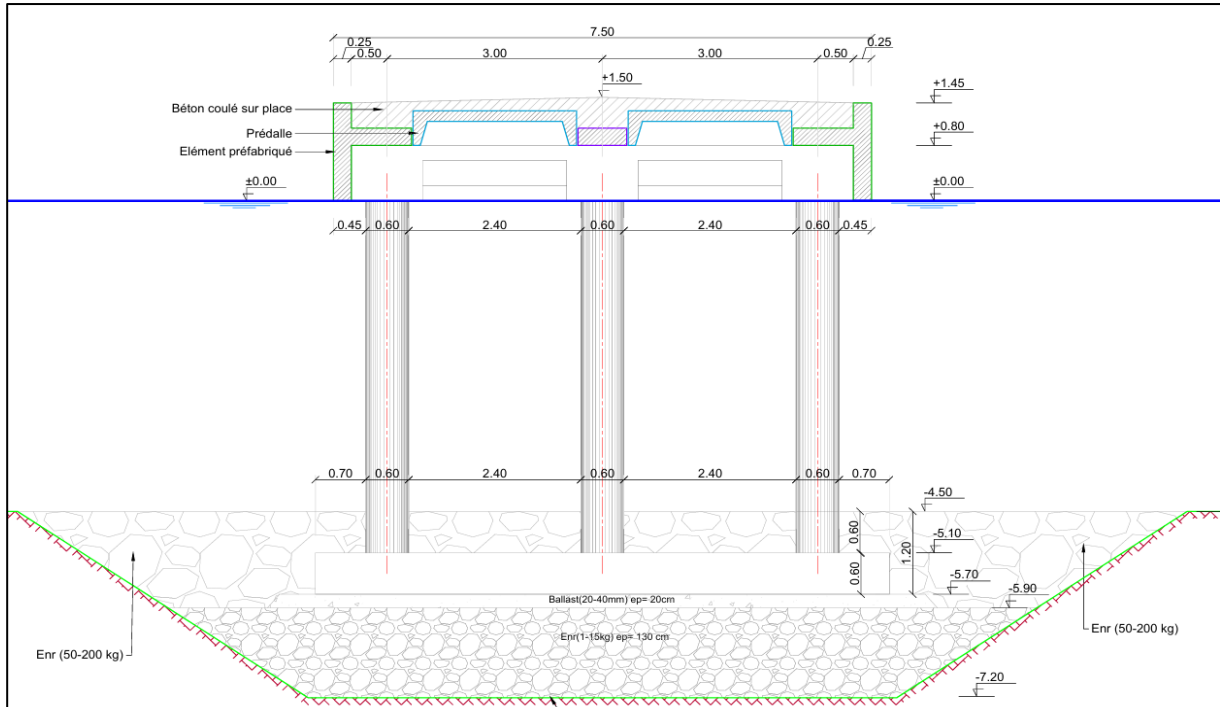 7.50
0.25 0.50 3.00 3.00 0.50 0.25
+1.50
+1.45
Béton coulé sur place
Prédalle
+0.80
Elément préfabriqué
±0.00 ±0.00
0.45 0.60 2.40 0.60 2.40 0.60 0.45
0.70 0.60 2.40 0.60 2.40 0.60 0.70
-4.50
0.60
1.20
-5.10
0.60
-5.70
Ballast(20-40mm) ep= 20cm
-5.90
Enr (50-200 kg)
Enr(1-15kg) ep= 130 cm
Enr (50-200 kg)
-7.20